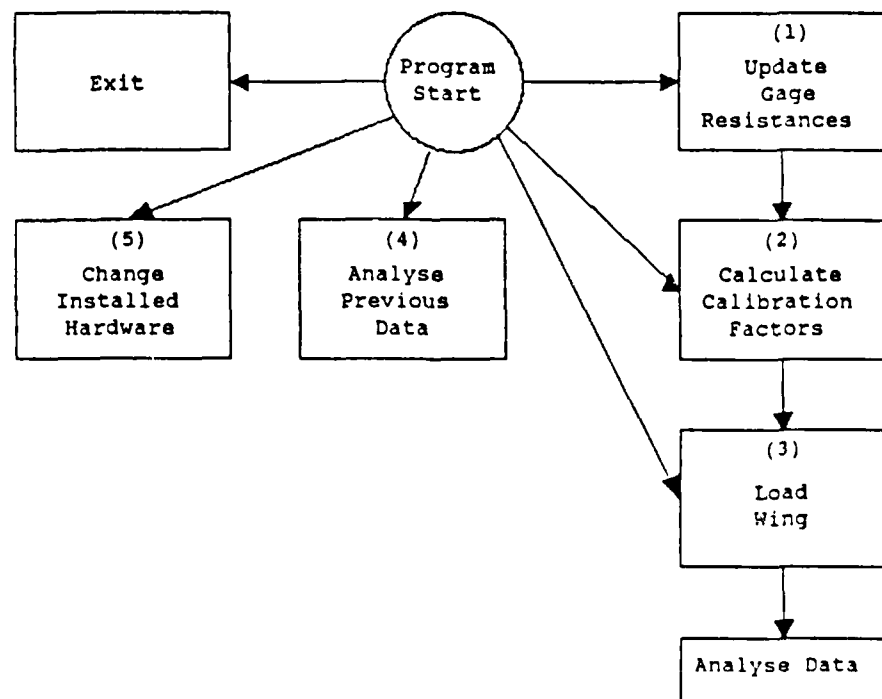 Exit
Program
Start
(1)
Update
Gage
Resistances
(5)
Change
Installed
Hardware
(4)
Analyse
Previous
Data
(2)
Calculate
Calibration
Factors
(3)
Load
Wing
Analyse Data